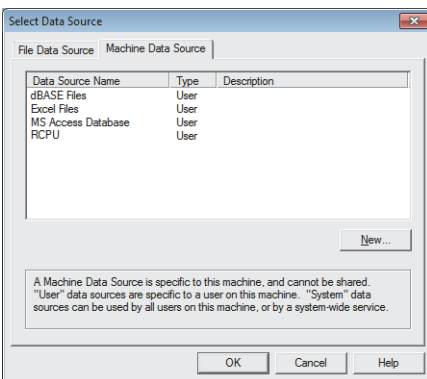 Select Data Source
File Data Source Machine Data Source
Data Source Name Type Description
dBASE Files User
Excel Files User
MS Access Database User
RCPU User
New...
A Machine Data Source is specific to this machine, and cannot be shared.
"User" data sources are specific to a user on this machine. "System" data
sources can be used by all users on this machine, or by a system-wide service.
OK Cancel Help